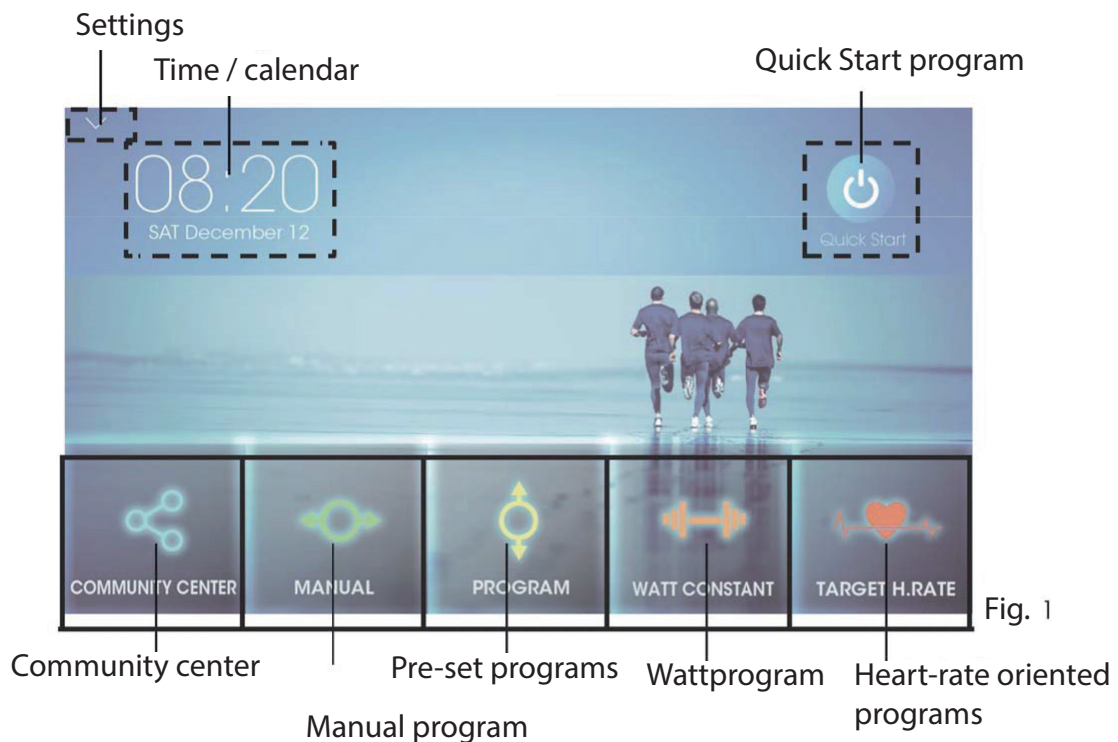 Settings
Time / calendar
Quick Start program
08:20
SAT December 12
Quick Start
COMMUNITY CENTER
MANUAL
PROGRAM
WATT CONSTANT
TARGET H.RATE
Fig. 1
Community center
Pre-set programs
Wattprogram
Heart-rate oriented
programs
Manual program